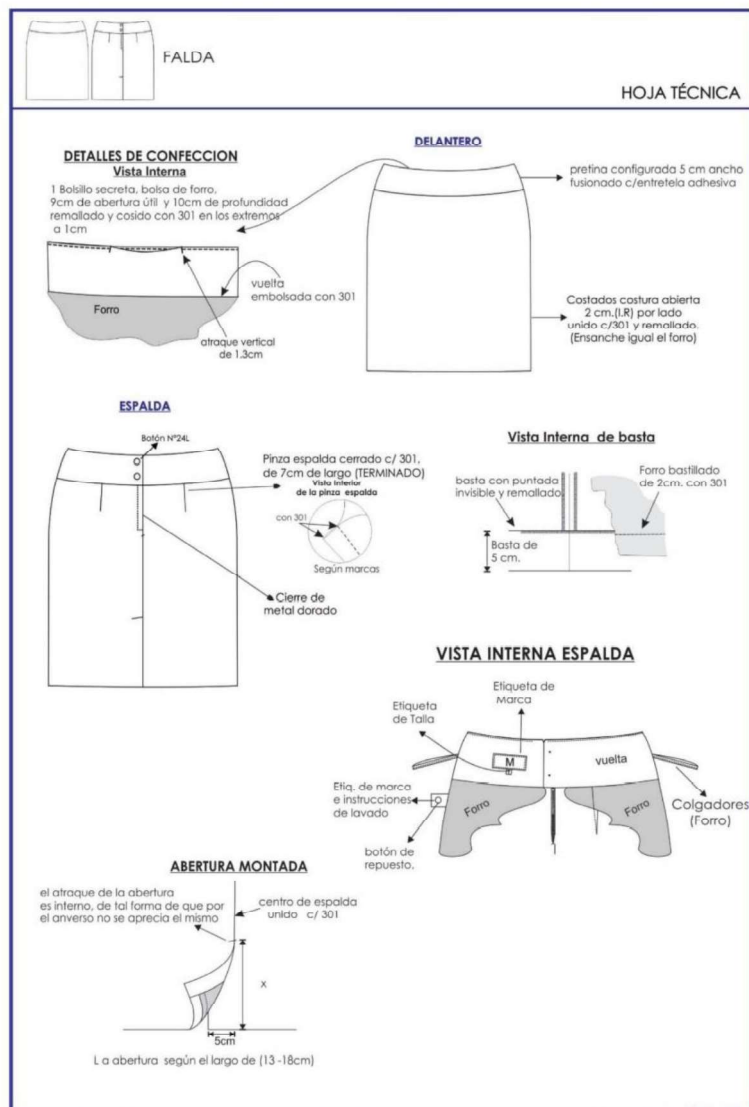 FALDA
HOJA TÉCNICA
DETALLES DE CONFECCION
Vista Interna
1 Bolsillo secreta, bolsa de forro,
9cm de abertura útil y 10cm de profundidad
remallado y cosido con 301 en los extremos
a 1cm
Forro
vuelta
embolsada con 301
atraque vertical
de 1.3cm
DELANTERO
pretina configurada 5 cm ancho
fusionado c/entretela adhesiva
Costados costura abierta
2 cm.(I.R) por lado
unido c/301 y remallado.
(Ensanche igual el forro)
ESPALDA
Botón N°24L
Pinza espalda cerrado c/ 301,
de 7cm de largo (TERMINADO)
Vista Interior
de la pinza espalda
con 301
Según marcas
Cierre de
metal dorado
Vista Interna de basta
basta con puntada
invisible y remallado
Forro bastillado
de 2cm. con 301
Basta de
5 cm.
VISTA INTERNA ESPALDA
Etiqueta de
Marca
Etiqueta
de Talla
M
vuelta
Etiq. de marca
e instrucciones
de lavado
Forro
Forro
Colgadores
(Forro)
botón de
repuesto.
ABERTURA MONTADA
el atraque de la abertura
es interno, de tal forma de que por
el anverso no se aprecia el mismo
centro de espalda
unido c/ 301
X
5cm
L a abertura según el largo de (13 -18cm)